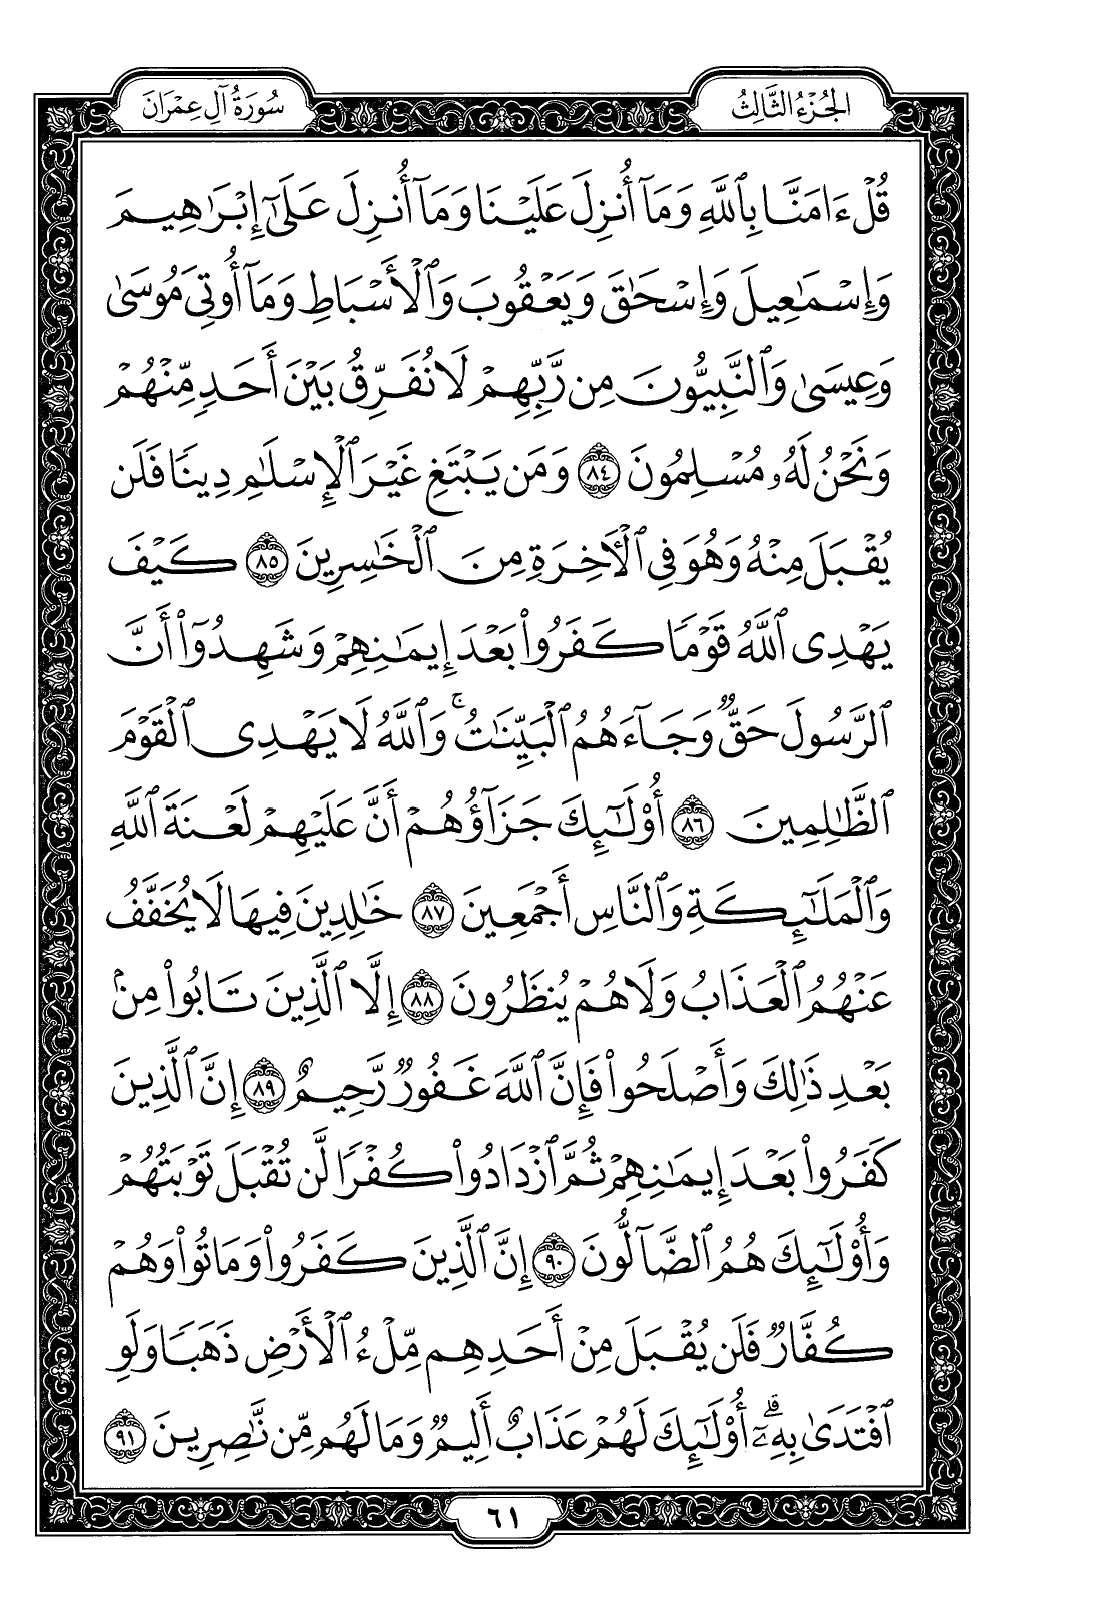 الجُزْءُ الثَّالِثُ
سُورَةُ آلِ عِمْرَانَ
قُلْ ءَامَنَّا بِٱللَّهِ وَمَآ أُنزِلَ عَلَيْنَا وَمَآ أُنزِلَ عَلَىٰٓ إِبْرَٰهِيمَ
وَإِسْمَٰعِيلَ وَإِسْحَٰقَ وَيَعْقُوبَ وَٱلْأَسْبَاطِ وَمَآ أُوتِىَ مُوسَىٰ
وَعِيسَىٰ وَٱلنَّبِيُّونَ مِن رَّبِّهِمْ لَا نُفَرِّقُ بَيْنَ أَحَدٍ مِّنْهُمْ
وَنَحْنُ لَهُۥ مُسْلِمُونَ ٨٤ وَمَن يَبْتَغِ غَيْرَ ٱلْإِسْلَٰمِ دِينًا فَلَن
يُقْبَلَ مِنْهُ وَهُوَ فِى ٱلْأَخِرَةِ مِنَ ٱلْخَٰسِرِينَ ٨٥ كَيْفَ
يَهْدِى ٱللَّهُ قَوْمًا كَفَرُوا۟ بَعْدَ إِيمَٰنِهِمْ وَشَهِدُوٓا۟ أَنَّ
ٱلرَّسُولَ حَقٌّ وَجَآءَهُمُ ٱلْبَيِّنَٰتُ ۚ وَٱللَّهُ لَا يَهْدِى ٱلْقَوْمَ
ٱلظَّٰلِمِينَ ٨٦ أُو۟لَٰٓئِكَ جَزَآؤُهُمْ أَنَّ عَلَيْهِمْ لَعْنَةَ ٱللَّهِ
وَٱلْمَلَٰٓئِكَةِ وَٱلنَّاسِ أَجْمَعِينَ ٨٧ خَٰلِدِينَ فِيهَا لَا يُخَفَّفُ
عَنْهُمُ ٱلْعَذَابُ وَلَا هُمْ يُنظَرُونَ ٨٨ إِلَّا ٱلَّذِينَ تَابُوا۟ مِنۢ
بَعْدِ ذَٰلِكَ وَأَصْلَحُوا۟ فَإِنَّ ٱللَّهَ غَفُورٌ رَّحِيمٌ ٨٩ إِنَّ ٱلَّذِينَ
كَفَرُوا۟ بَعْدَ إِيمَٰنِهِمْ ثُمَّ ٱزْدَادُوا۟ كُفْرًا لَّن تُقْبَلَ تَوْبَتُهُمْ
وَأُو۟لَٰٓئِكَ هُمُ ٱلضَّآلُّونَ ٩٠ إِنَّ ٱلَّذِينَ كَفَرُوا۟ وَمَاتُوا۟ وَهُمْ
كُفَّارٌ فَلَن يُقْبَلَ مِنْ أَحَدِهِم مِّلْءُ ٱلْأَرْضِ ذَهَبًا وَلَوِ
ٱفْتَدَىٰ بِهِۦٓ ۗ أُو۟لَٰٓئِكَ لَهُمْ عَذَابٌ أَلِيمٌ وَمَا لَهُم مِّن نَّٰصِرِينَ ٩١
٦١